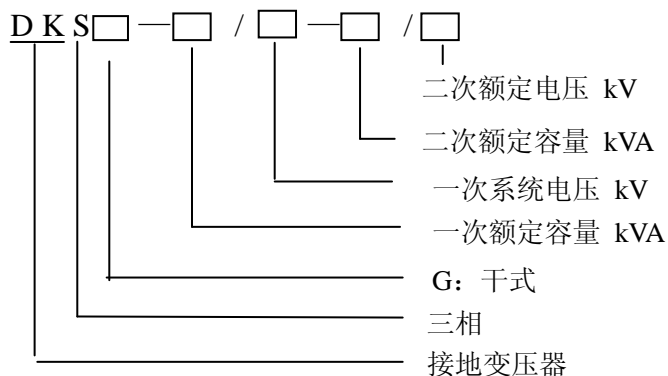 D K S□—□/□—□/□
二次额定电压 kV
二次额定容量 kVA
一次系统电压 kV
一次额定容量 kVA
G：干式
三相
接地变压器